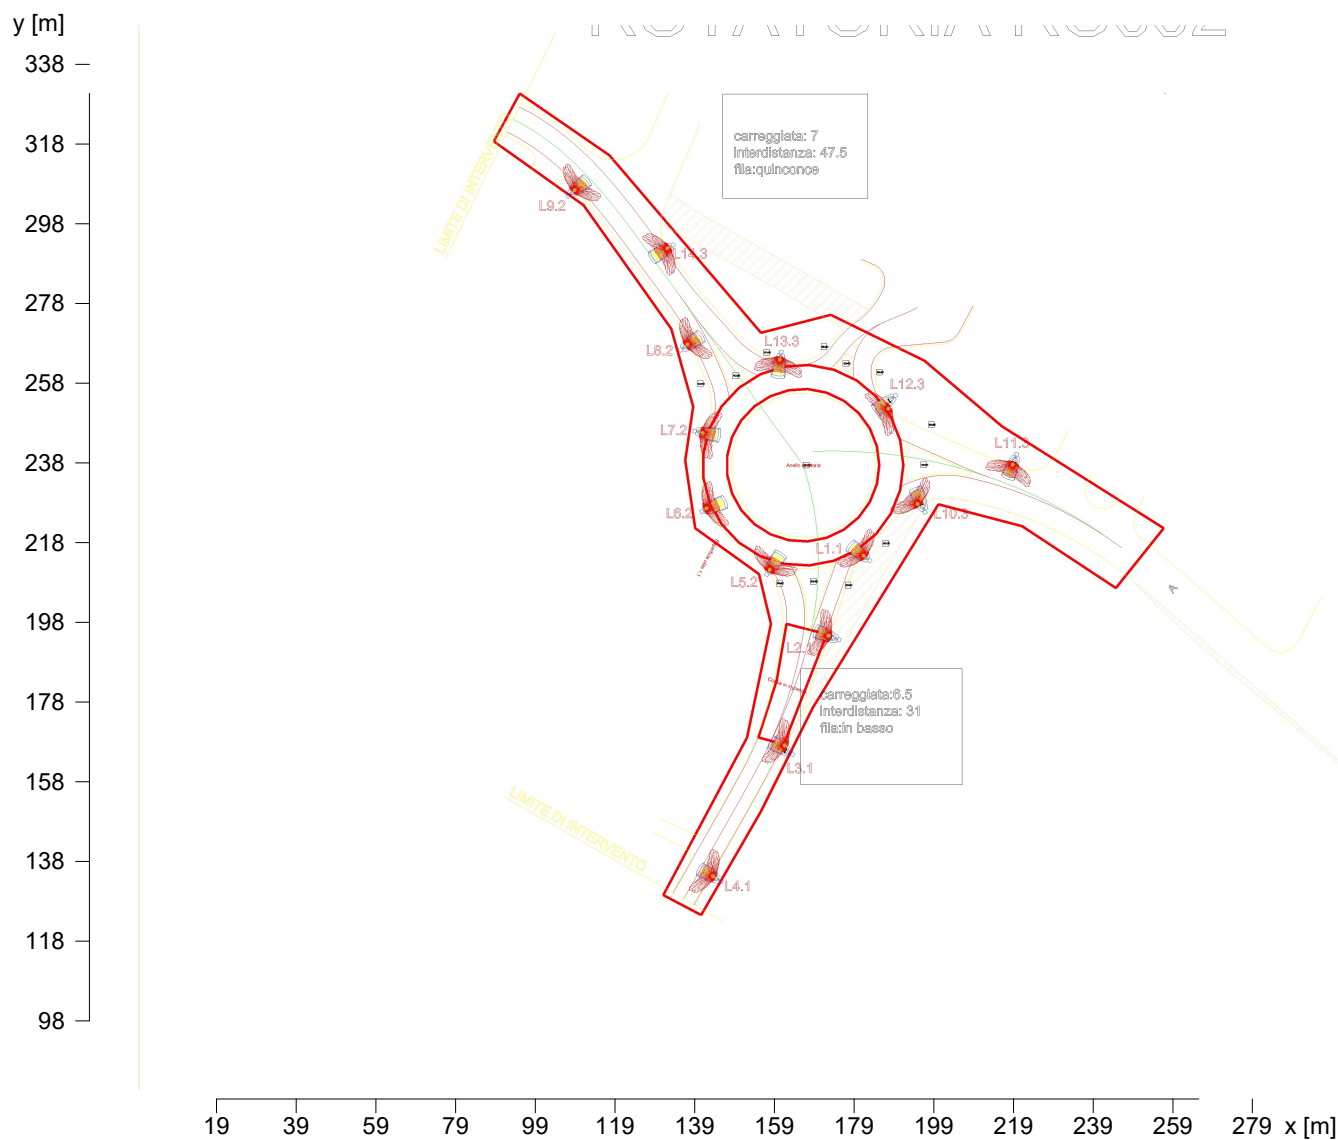 y [m]
ROTATORIA RO002
338
318
298
278
258
238
218
198
178
158
138
118
98
carreggiata: 7
interdistanza: 47.5
fila:quinconce
LIMITE DI INTERVENTO
L9.2
L14.3
L13.3
L8.2
L12.3
L7.2
L11.3
L6.2
L10.3
L1.1
L5.2
A
L2.1
carreggiata:6.5
interdistanza: 31
fila:in basso
L3.1
LIMITE DI INTERVENTO
L4.1
19 39 59 79 99 119 139 159 179 199 219 239 259 279 x [m]